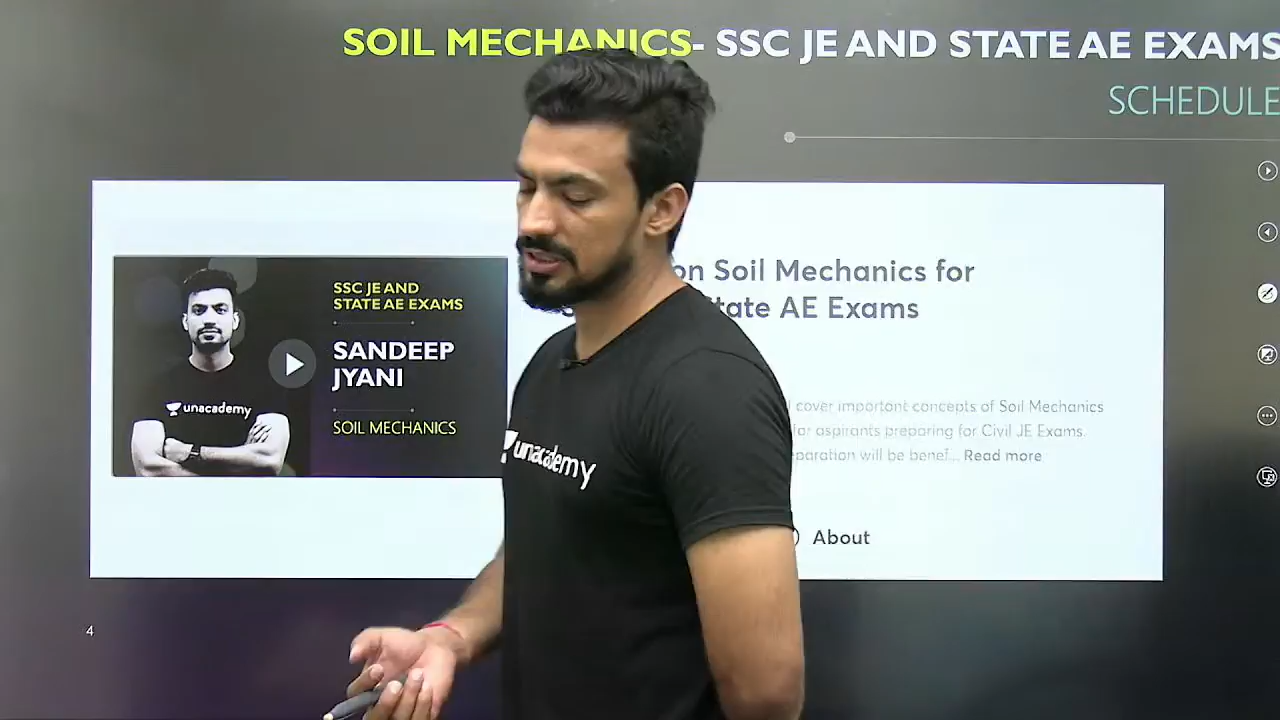 SOIL MECHANICS- SSC JE AND STATE AE EXAMS
SCHEDULE
SSC JE AND
STATE AE EXAMS
SANDEEP
JYANI
unacademy
SOIL MECHANICS
on Soil Mechanics for
State AE Exams
cover important concepts of Soil Mechanics
aspirants preparing for Civil JE Exams.
will be benef... Read more
About
unacademy
4